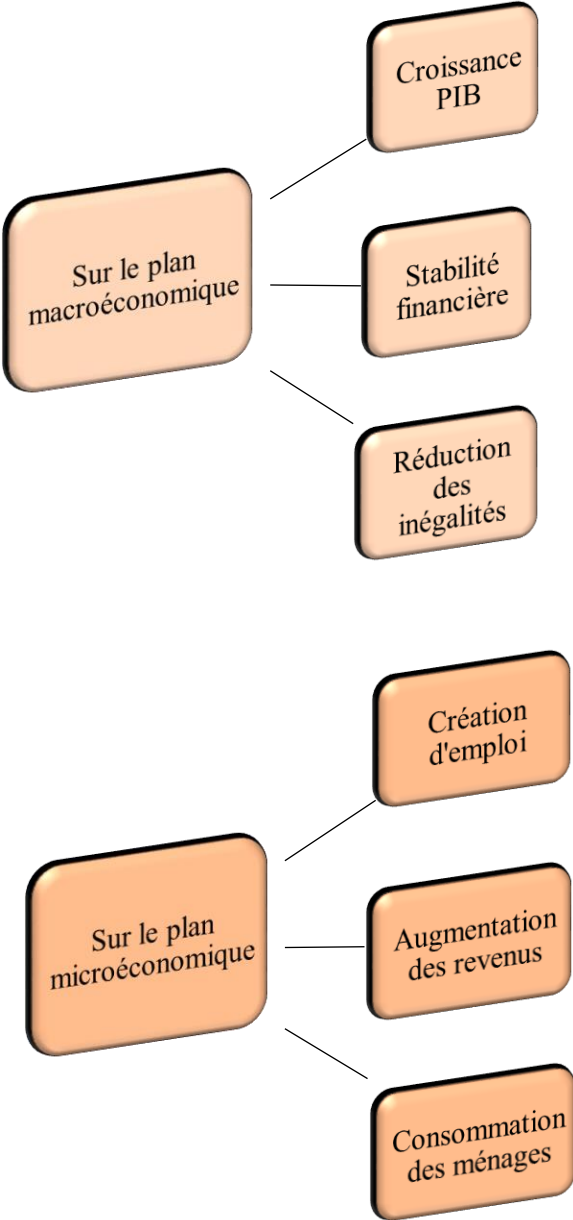 Croissance
PIB
Sur le plan
macroéconomique
Stabilité
financière
Réduction
des
inégalités
Création
d'emploi
Sur le plan
microéconomique
Augmentation
des revenus
Consommation
des ménages